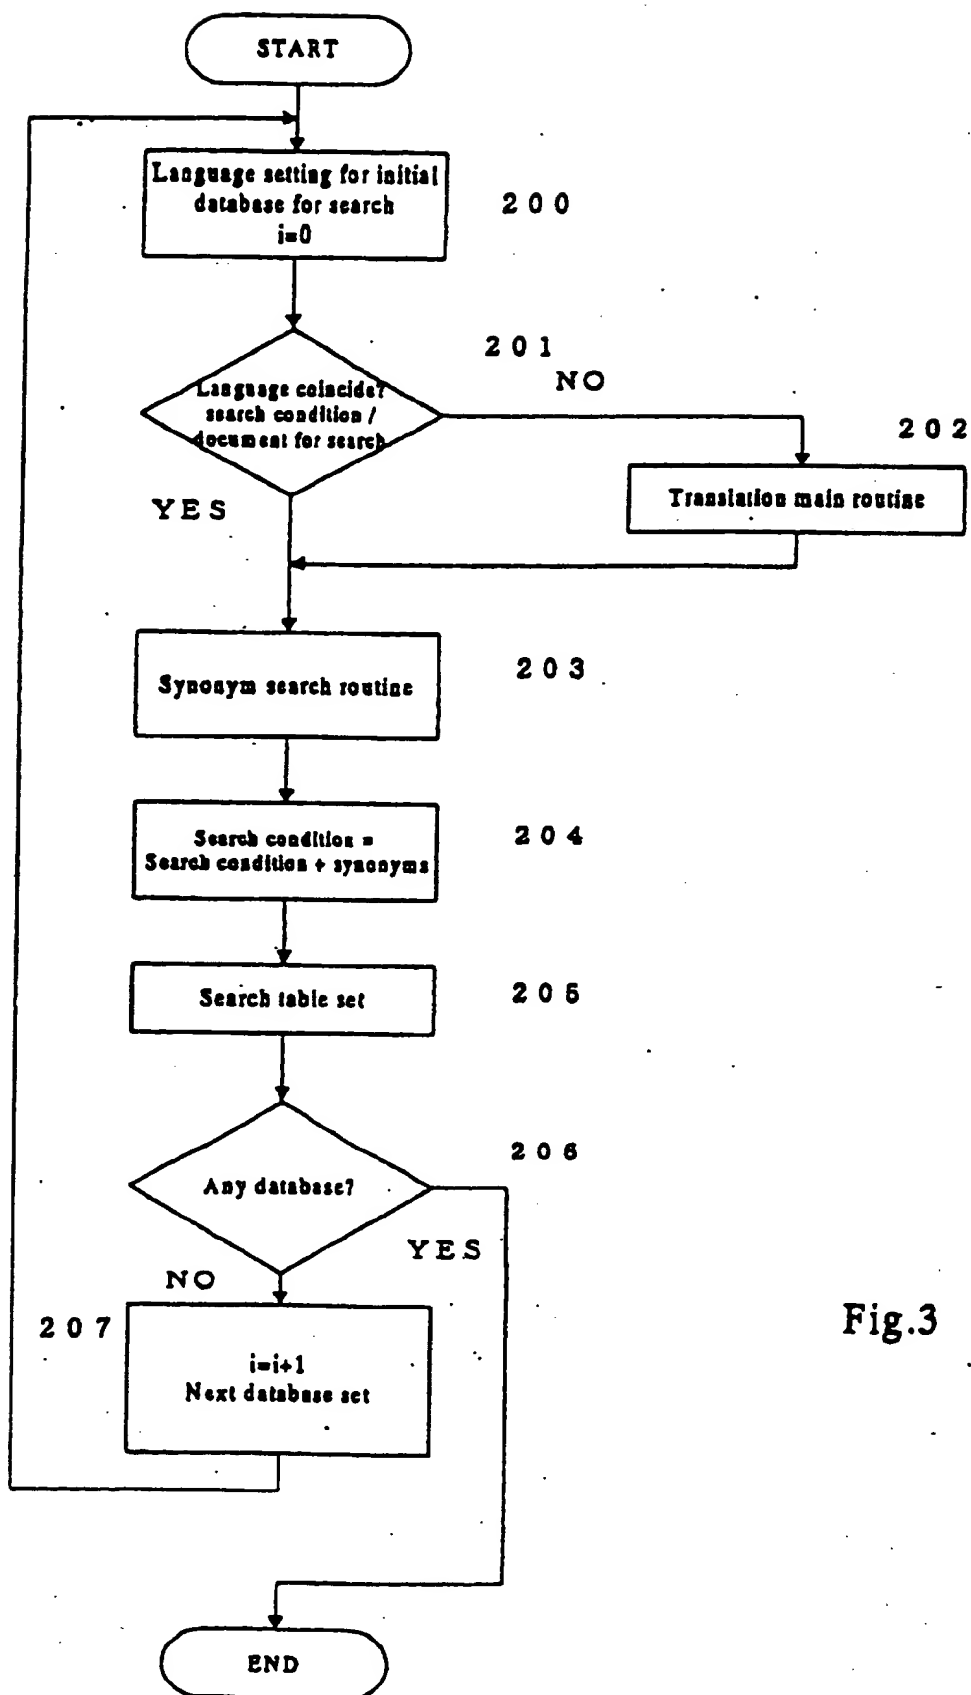 START
Language setting for initial
database for search
i=0
200
201
NO
Language coincide?
search condition /
document for search
202
Translation main routine
YES
203
Synonym search routine
204
Search condition =
Search condition + synonyms
205
Search table set
206
Any database?
YES
NO
207
i=i+1
Next database set
Fig.3
END